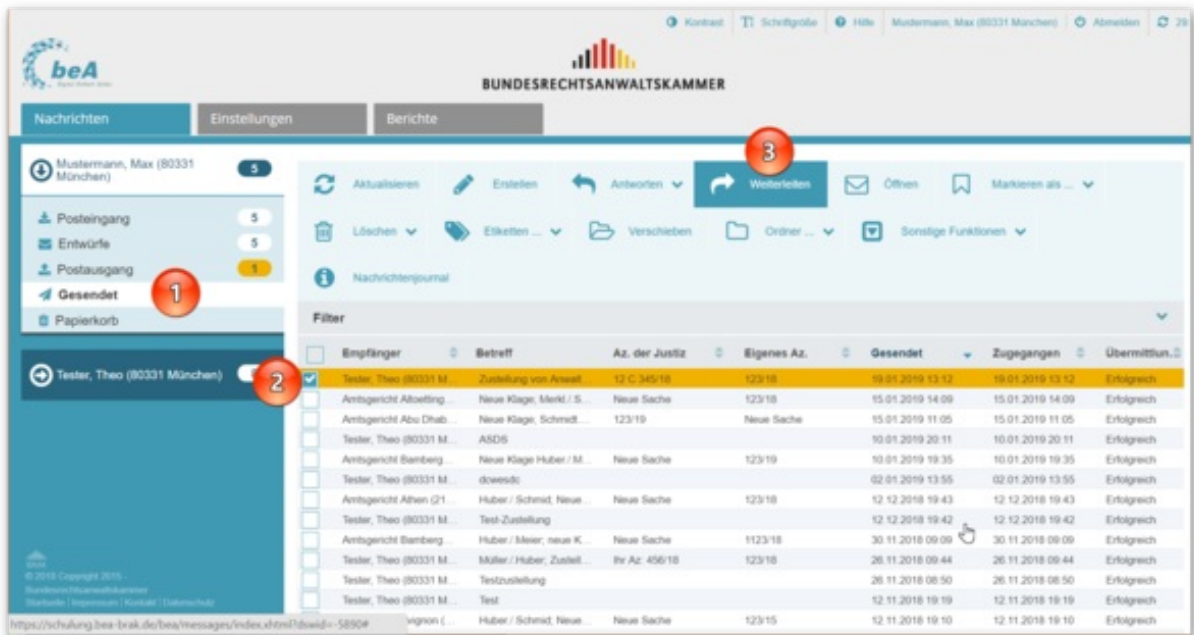 Kontrast Schriftgröße Hilfe Mustermann, Max (80331 München) Abmelden 29
beA
BUNDESRECHTSANWALTSKAMMER
Nachrichten Einstellungen Berichte
Mustermann, Max (80331 München) 5
Posteingang 5
Entwürfe 5
Postausgang 1
Gesendet
Papierkorb
Tester, Theo (80331 München)
1
2
3
Aktualisieren Erstellen Antworten Weiterleiten Öffnen Markieren als ...
Löschen Etiketten ... Verschieben Ordner ... Sonstige Funktionen
Nachrichtenjournal
Filter
Empfänger Betreff Az. der Justiz Eigenes Az. Gesendet Zugegangen Übermittlun...
Tester, Theo (80331 M... Zustellung von Anwalt... 12 C 345/18 123/18 19.01.2019 13:12 19.01.2019 13:12 Erfolgreich
Amtsgericht Altoetting... Neue Klage; Merkl / S... Neue Sache 123/18 15.01.2019 14:09 15.01.2019 14:09 Erfolgreich
Amtsgericht Abu Dhab... Neue Klage; Schmidt... 123/19 Neue Sache 15.01.2019 11:05 15.01.2019 11:05 Erfolgreich
Tester, Theo (80331 M... ASDS 10.01.2019 20:11 10.01.2019 20:11 Erfolgreich
Amtsgericht Bamberg... Neue Klage Huber / M... Neue Sache 123/19 10.01.2019 19:35 10.01.2019 19:35 Erfolgreich
Tester, Theo (80331 M... dcwesdc 02.01.2019 13:55 02.01.2019 13:55 Erfolgreich
Amtsgericht Athen (21... Huber / Schmid; Neue... Neue Sache 123/18 12.12.2018 19:43 12.12.2018 19:43 Erfolgreich
Tester, Theo (80331 M... Test-Zustellung 12.12.2018 19:42 12.12.2018 19:42 Erfolgreich
Amtsgericht Bamberg... Huber / Meier; neue K... Neue Sache 1123/18 30.11.2018 09:09 30.11.2018 09:09 Erfolgreich
Tester, Theo (80331 M... Müller / Huber; Zustell... Ihr Az: 456/18 123/18 26.11.2018 09:44 26.11.2018 09:44 Erfolgreich
Tester, Theo (80331 M... Testzustellung 26.11.2018 08:50 26.11.2018 08:50 Erfolgreich
Tester, Theo (80331 M... Test 12.11.2018 19:19 12.11.2018 19:19 Erfolgreich
vignon (... Huber / Schmid; Neue... Neue Sache 123/15 12.11.2018 19:10 12.11.2018 19:10 Erfolgreich
© 2018 Copyright 2015 -
Bundesrechtsanwaltskammer
Startseite | Impressum | Kontakt | Datenschutz
https://schulung.bea-brak.de/bea/messages/index.xhtml?dswid=-5890#